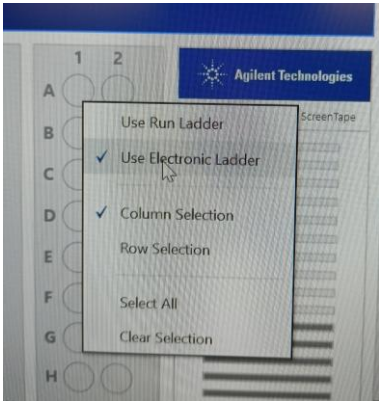 1 2
Agilent Technologies
A
ScreenTape
Use Run Ladder
B
Use Electronic Ladder
C
Column Selection
D
Row Selection
E
Select All
F
Clear Selection
G
H